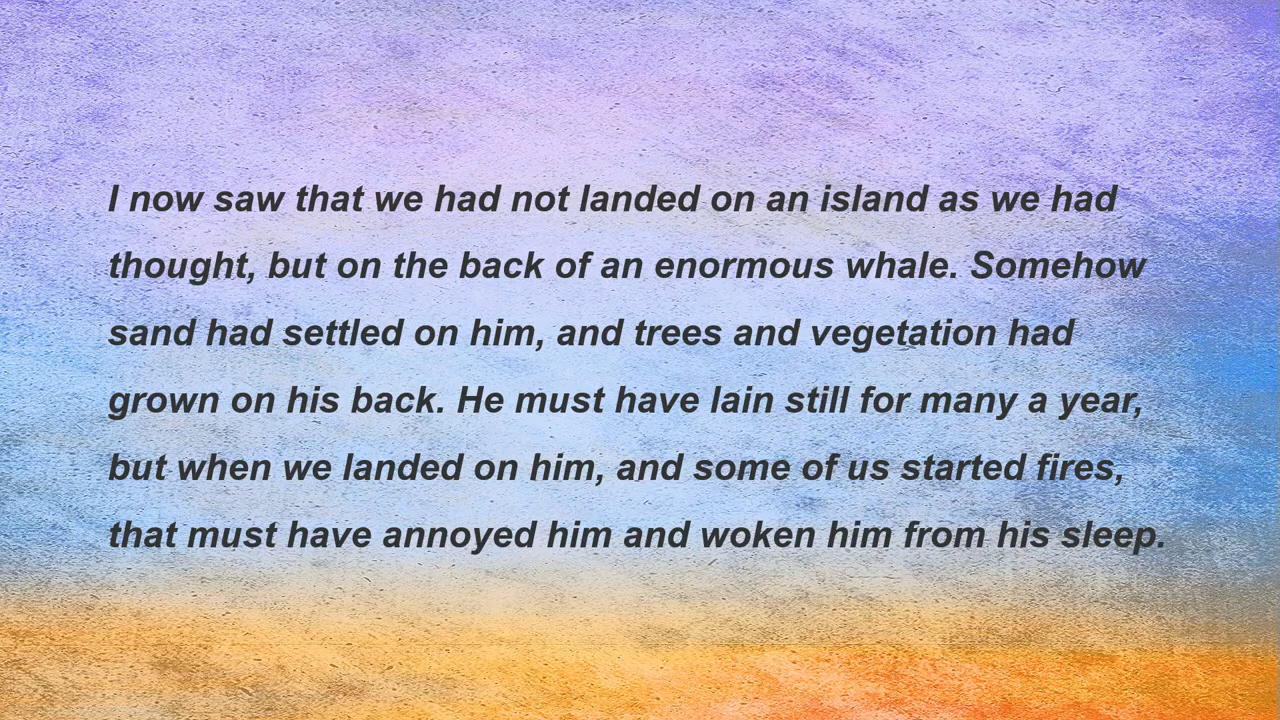 I now saw that we had not landed on an island as we had
thought, but on the back of an enormous whale. Somehow
sand had settled on him, and trees and vegetation had
grown on his back. He must have lain still for many a year,
but when we landed on him, and some of us started fires,
that must have annoyed him and woken him from his sleep.